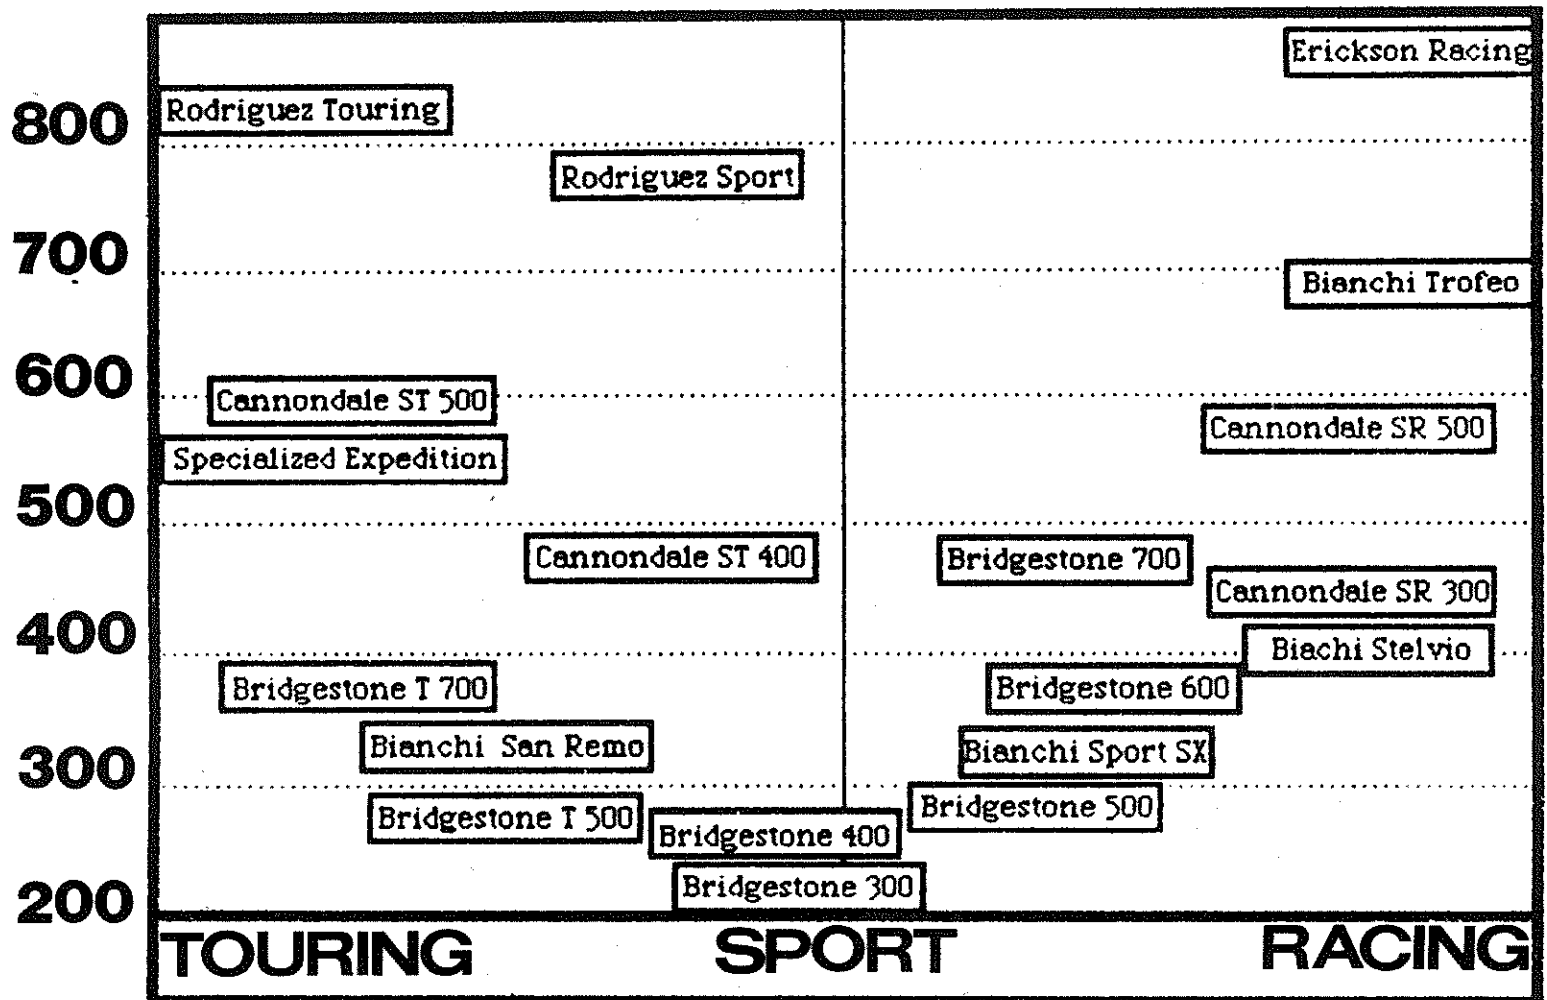 Erickson Racing
800
Rodriguez Touring
Rodriguez Sport
700
Bianchi Trofeo
600
Cannondale ST 500
Cannondale SR 500
Specialized Expedition
500
Cannondale ST 400
Bridgestone 700
Cannondale SR 300
400
Biachi Stelvio
Bridgestone T 700
Bridgestone 600
Bianchi San Remo
Bianchi Sport SX
300
Bridgestone 500
Bridgestone T 500
Bridgestone 400
Bridgestone 300
200
TOURING SPORT RACING